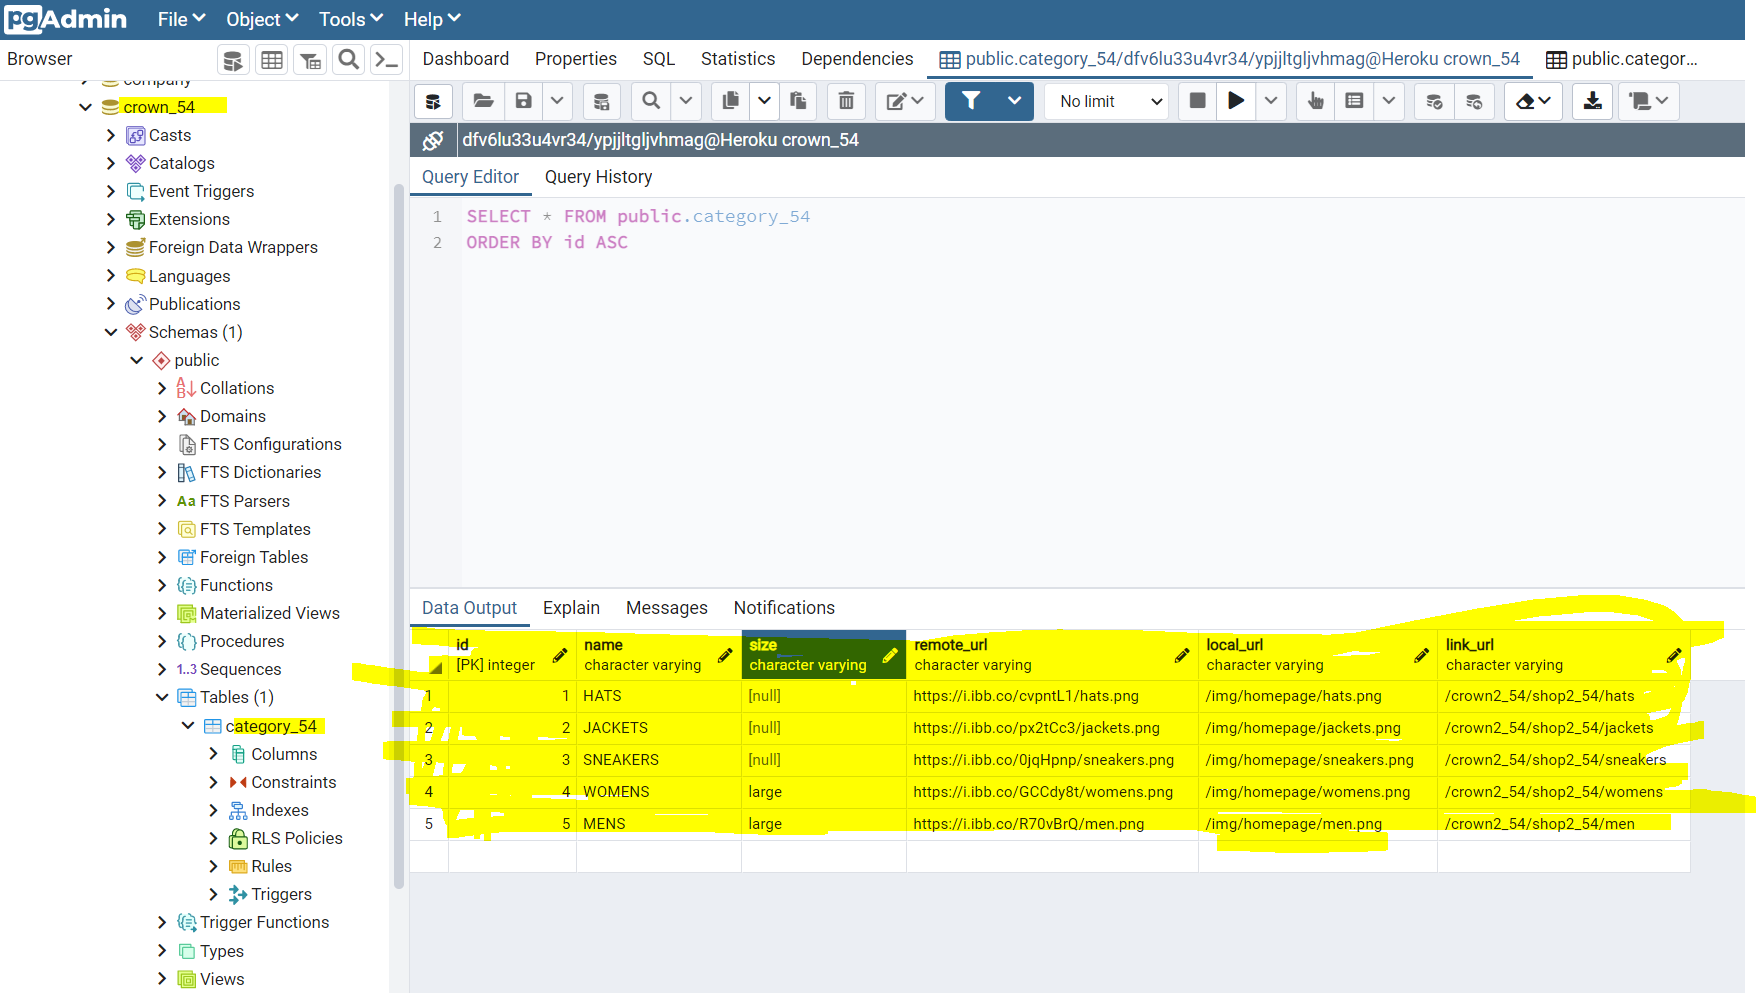 pgAdmin File Object Tools Help
Browser
Dashboard Properties SQL Statistics Dependencies public.category_54/dfv6lu33u4vr34/ypjjltgljvhmag@Heroku crown_54 public.categor...
company
crown_54
Casts
Catalogs
Event Triggers
Extensions
Foreign Data Wrappers
Languages
Publications
Schemas (1)
public
Collations
Domains
FTS Configurations
FTS Dictionaries
Aa FTS Parsers
FTS Templates
Foreign Tables
Functions
Materialized Views
Procedures
1..3 Sequences
Tables (1)
category_54
Columns
Constraints
Indexes
RLS Policies
Rules
Triggers
Trigger Functions
Types
Views
No limit
dfv6lu33u4vr34/ypjjltgljvhmag@Heroku crown_54
Query Editor Query History
1 SELECT * FROM public.category_54
2 ORDER BY id ASC
Data Output Explain Messages Notifications
id name size remote_url local_url link_url
[PK] integer character varying character varying character varying character varying character varying
1 1 HATS [null] https://i.ibb.co/cvpntL1/hats.png /img/homepage/hats.png /crown2_54/shop2_54/hats
2 2 JACKETS [null] https://i.ibb.co/px2tCc3/jackets.png /img/homepage/jackets.png /crown2_54/shop2_54/jackets
3 3 SNEAKERS [null] https://i.ibb.co/0jqHpnp/sneakers.png /img/homepage/sneakers.png /crown2_54/shop2_54/sneakers
4 4 WOMENS large https://i.ibb.co/GCCdy8t/womens.png /img/homepage/womens.png /crown2_54/shop2_54/womens
5 5 MENS large https://i.ibb.co/R70vBrQ/men.png /img/homepage/men.png /crown2_54/shop2_54/men